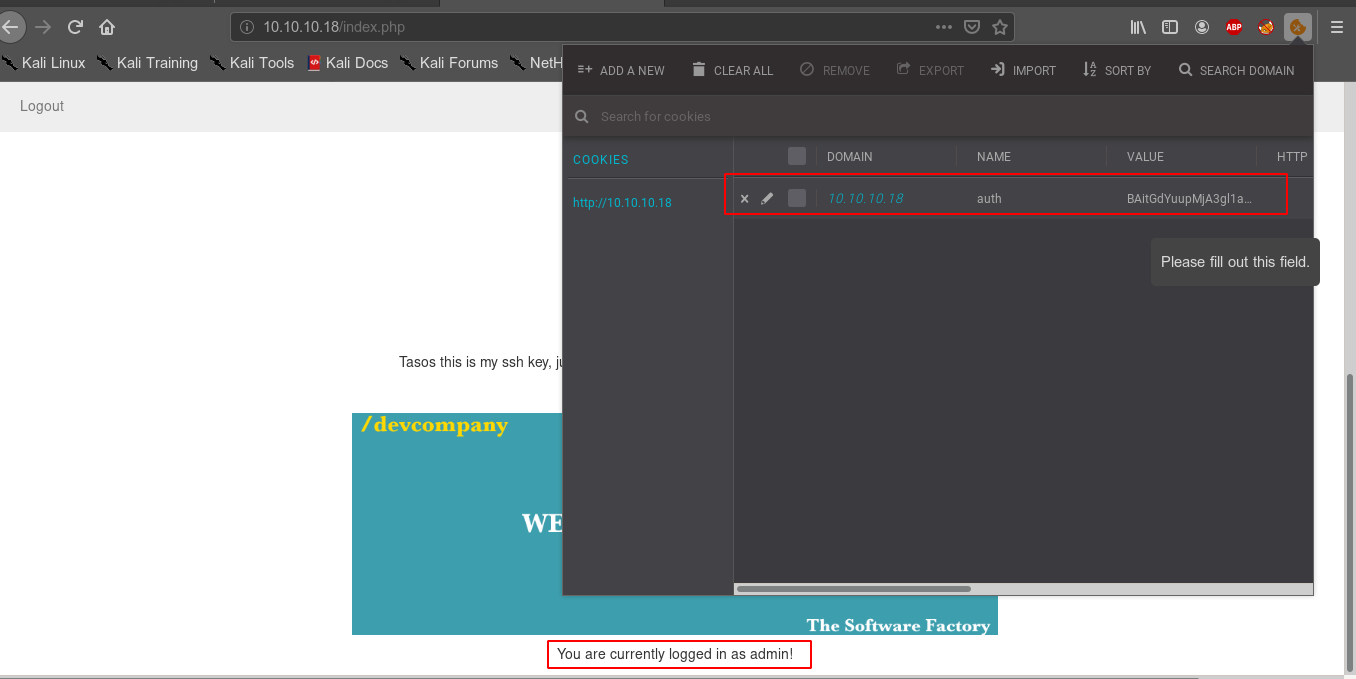 10.10.10.18/index.php
ABP
Kali Linux Kali Training Kali Tools Kali Docs Kali Forums NetH
ADD A NEW CLEAR ALL REMOVE EXPORT IMPORT SORT BY SEARCH DOMAIN
Logout
Search for cookies
COOKIES
DOMAIN NAME VALUE HTTP
http://10.10.10.18
10.10.10.18 auth BAitGdYuupMjA3gl1a…
Please fill out this field.
Tasos this is my ssh key, ju
/devcompany
WE
The Software Factory
You are currently logged in as admin!